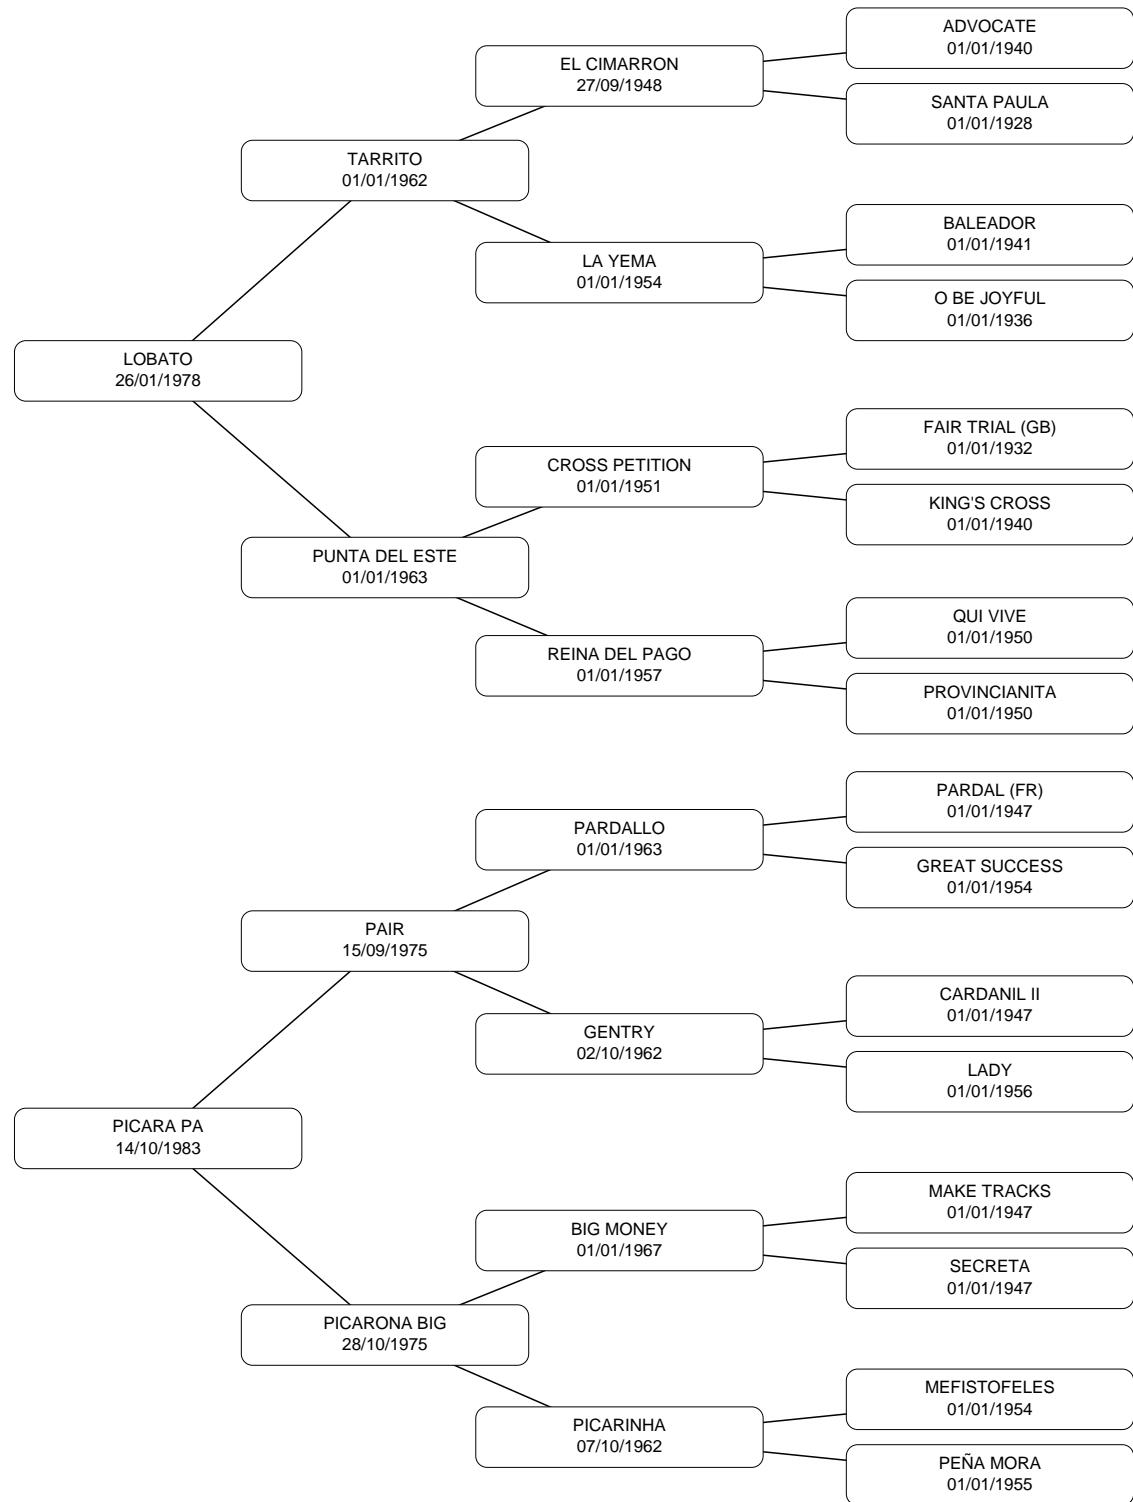 ADVOCATE
01/01/1940
EL CIMARRON
27/09/1948
SANTA PAULA
01/01/1928
TARRITO
01/01/1962
BALEADOR
01/01/1941
LA YEMA
01/01/1954
O BE JOYFUL
01/01/1936
LOBATO
26/01/1978
FAIR TRIAL (GB)
01/01/1932
CROSS PETITION
01/01/1951
KING'S CROSS
01/01/1940
PUNTA DEL ESTE
01/01/1963
QUI VIVE
01/01/1950
REINA DEL PAGO
01/01/1957
PROVINCIANITA
01/01/1950
PARDAL (FR)
01/01/1947
PARDALLO
01/01/1963
GREAT SUCCESS
01/01/1954
PAIR
15/09/1975
CARDANIL II
01/01/1947
GENTRY
02/10/1962
LADY
01/01/1956
PICARA PA
14/10/1983
MAKE TRACKS
01/01/1947
BIG MONEY
01/01/1967
SECRETA
01/01/1947
PICARONA BIG
28/10/1975
MEFISTOFELES
01/01/1954
PICARINHA
07/10/1962
PEÑA MORA
01/01/1955